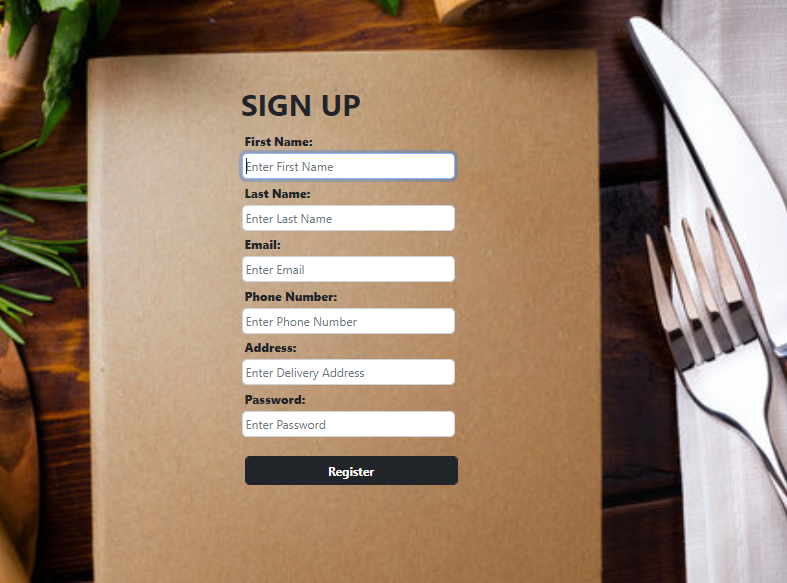 SIGN UP
First Name:
Enter First Name
Last Name:
Enter Last Name
Email:
Enter Email
Phone Number:
Enter Phone Number
Address:
Enter Delivery Address
Password:
Enter Password
Register